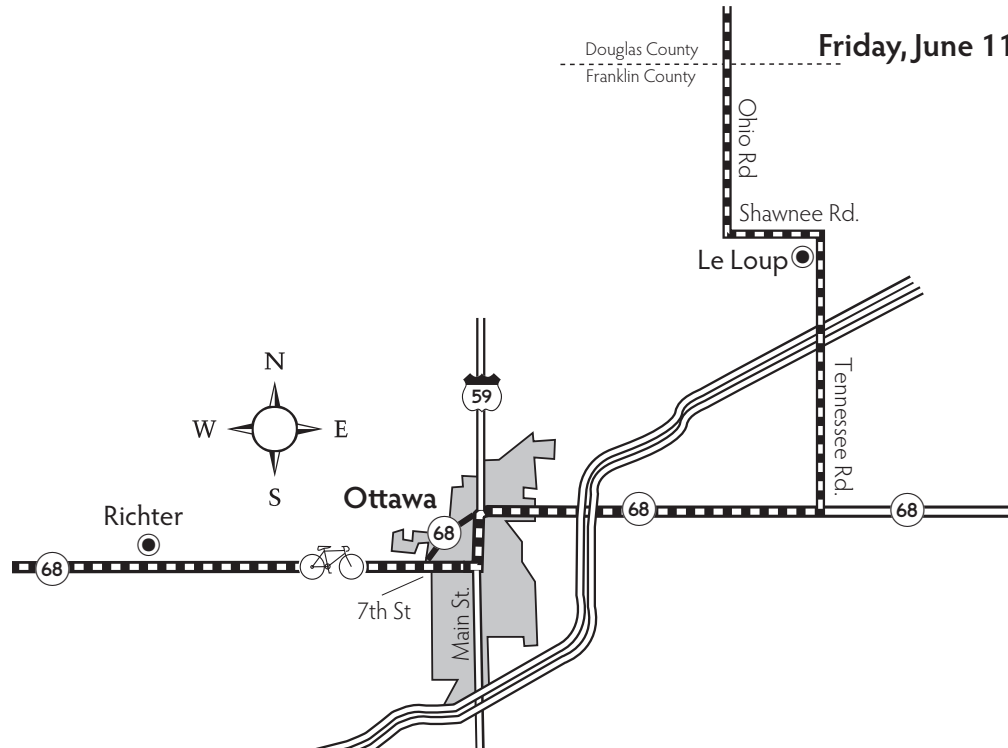 Douglas County
Friday, June 11
Franklin County
Ohio Rd
Shawnee Rd.
Le Loup
Tennessee Rd.
59
N
W
E
S
Ottawa
68
68
68
Richter
68
7th St
Main St.